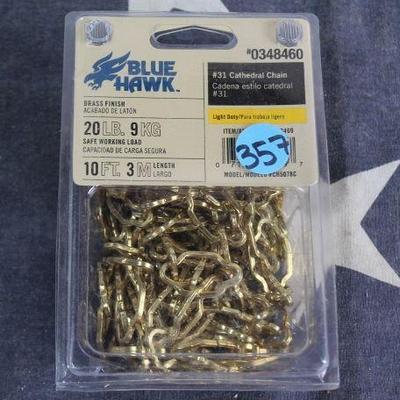 #0348460
BLUE
HAWK™
#31 Cathedral Chain
Cadena estilo catedral
#31
BRASS FINISH
ACABADO DE LATÓN
Light Duty/Para trabajo ligero
20 LB. 9 KG
SAFE WORKING LOAD
CAPACIDAD DE CARGA SEGURA
357
10 FT. 3 M LENGTH
LARGO